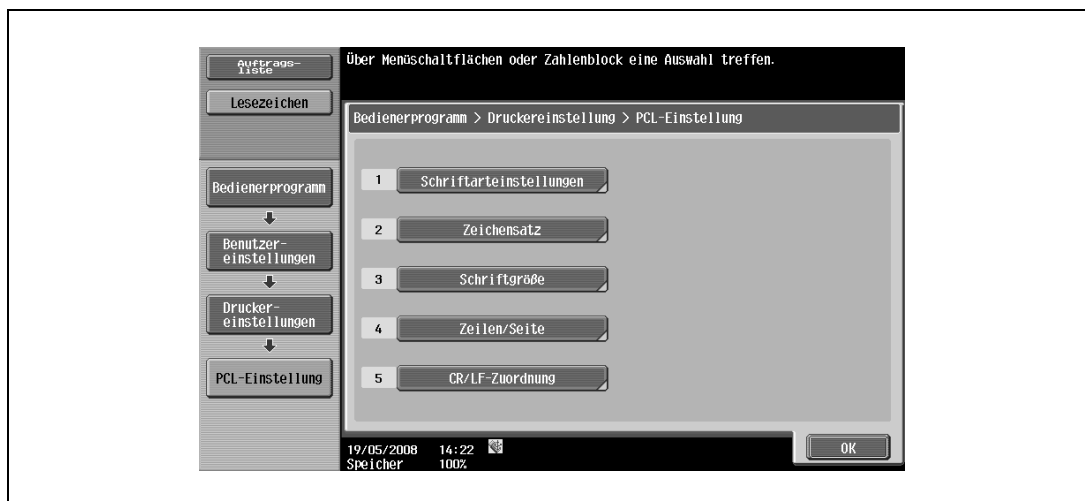 Auftrags-
liste
Lesezeichen
Über Menüschaltflächen oder Zahlenblock eine Auswahl treffen.
Bedienerprogramm > Druckereinstellung > PCL-Einstellung
Bedienerprogramm
Benutzer-
einstellungen
Drucker-
einstellungen
PCL-Einstellung
1 Schriftarteinstellungen
2 Zeichensatz
3 Schriftgröße
4 Zeilen/Seite
5 CR/LF-Zuordnung
19/05/2008 14:22
Speicher 100%
OK